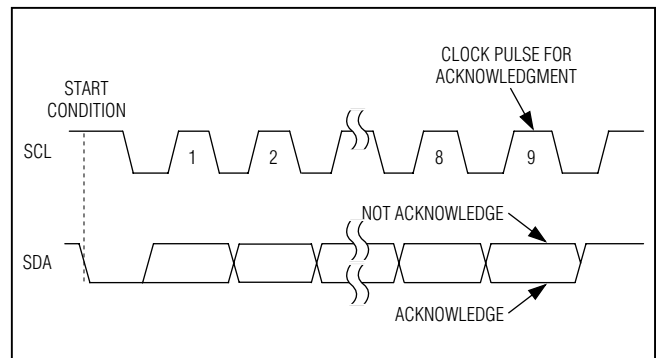 CLOCK PULSE FOR
ACKNOWLEDGMENT
START
CONDITION
SCL
1
2
8
9
NOT ACKNOWLEDGE
SDA
ACKNOWLEDGE